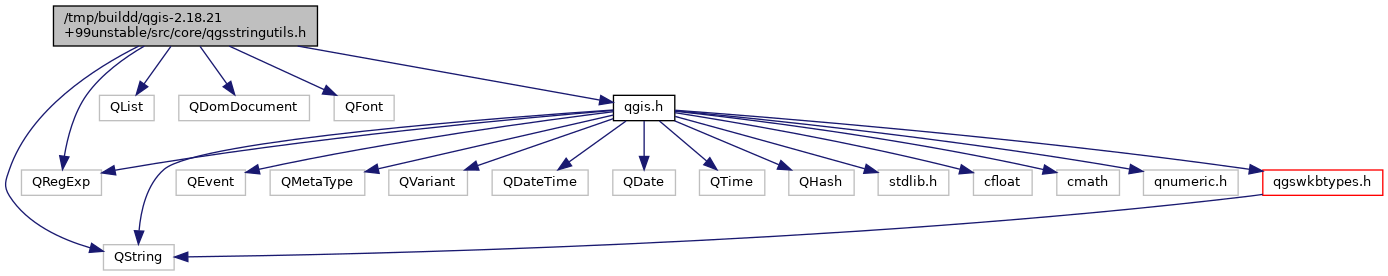 /tmp/buildd/qgis-2.18.21
+99unstable/src/core/qgsstringutils.h
QList
QDomDocument
QFont
qgis.h
QRegExp
QEvent
QMetaType
QVariant
QDateTime
QDate
QTime
QHash
stdlib.h
cfloat
cmath
qnumeric.h
qgswkbtypes.h
QString